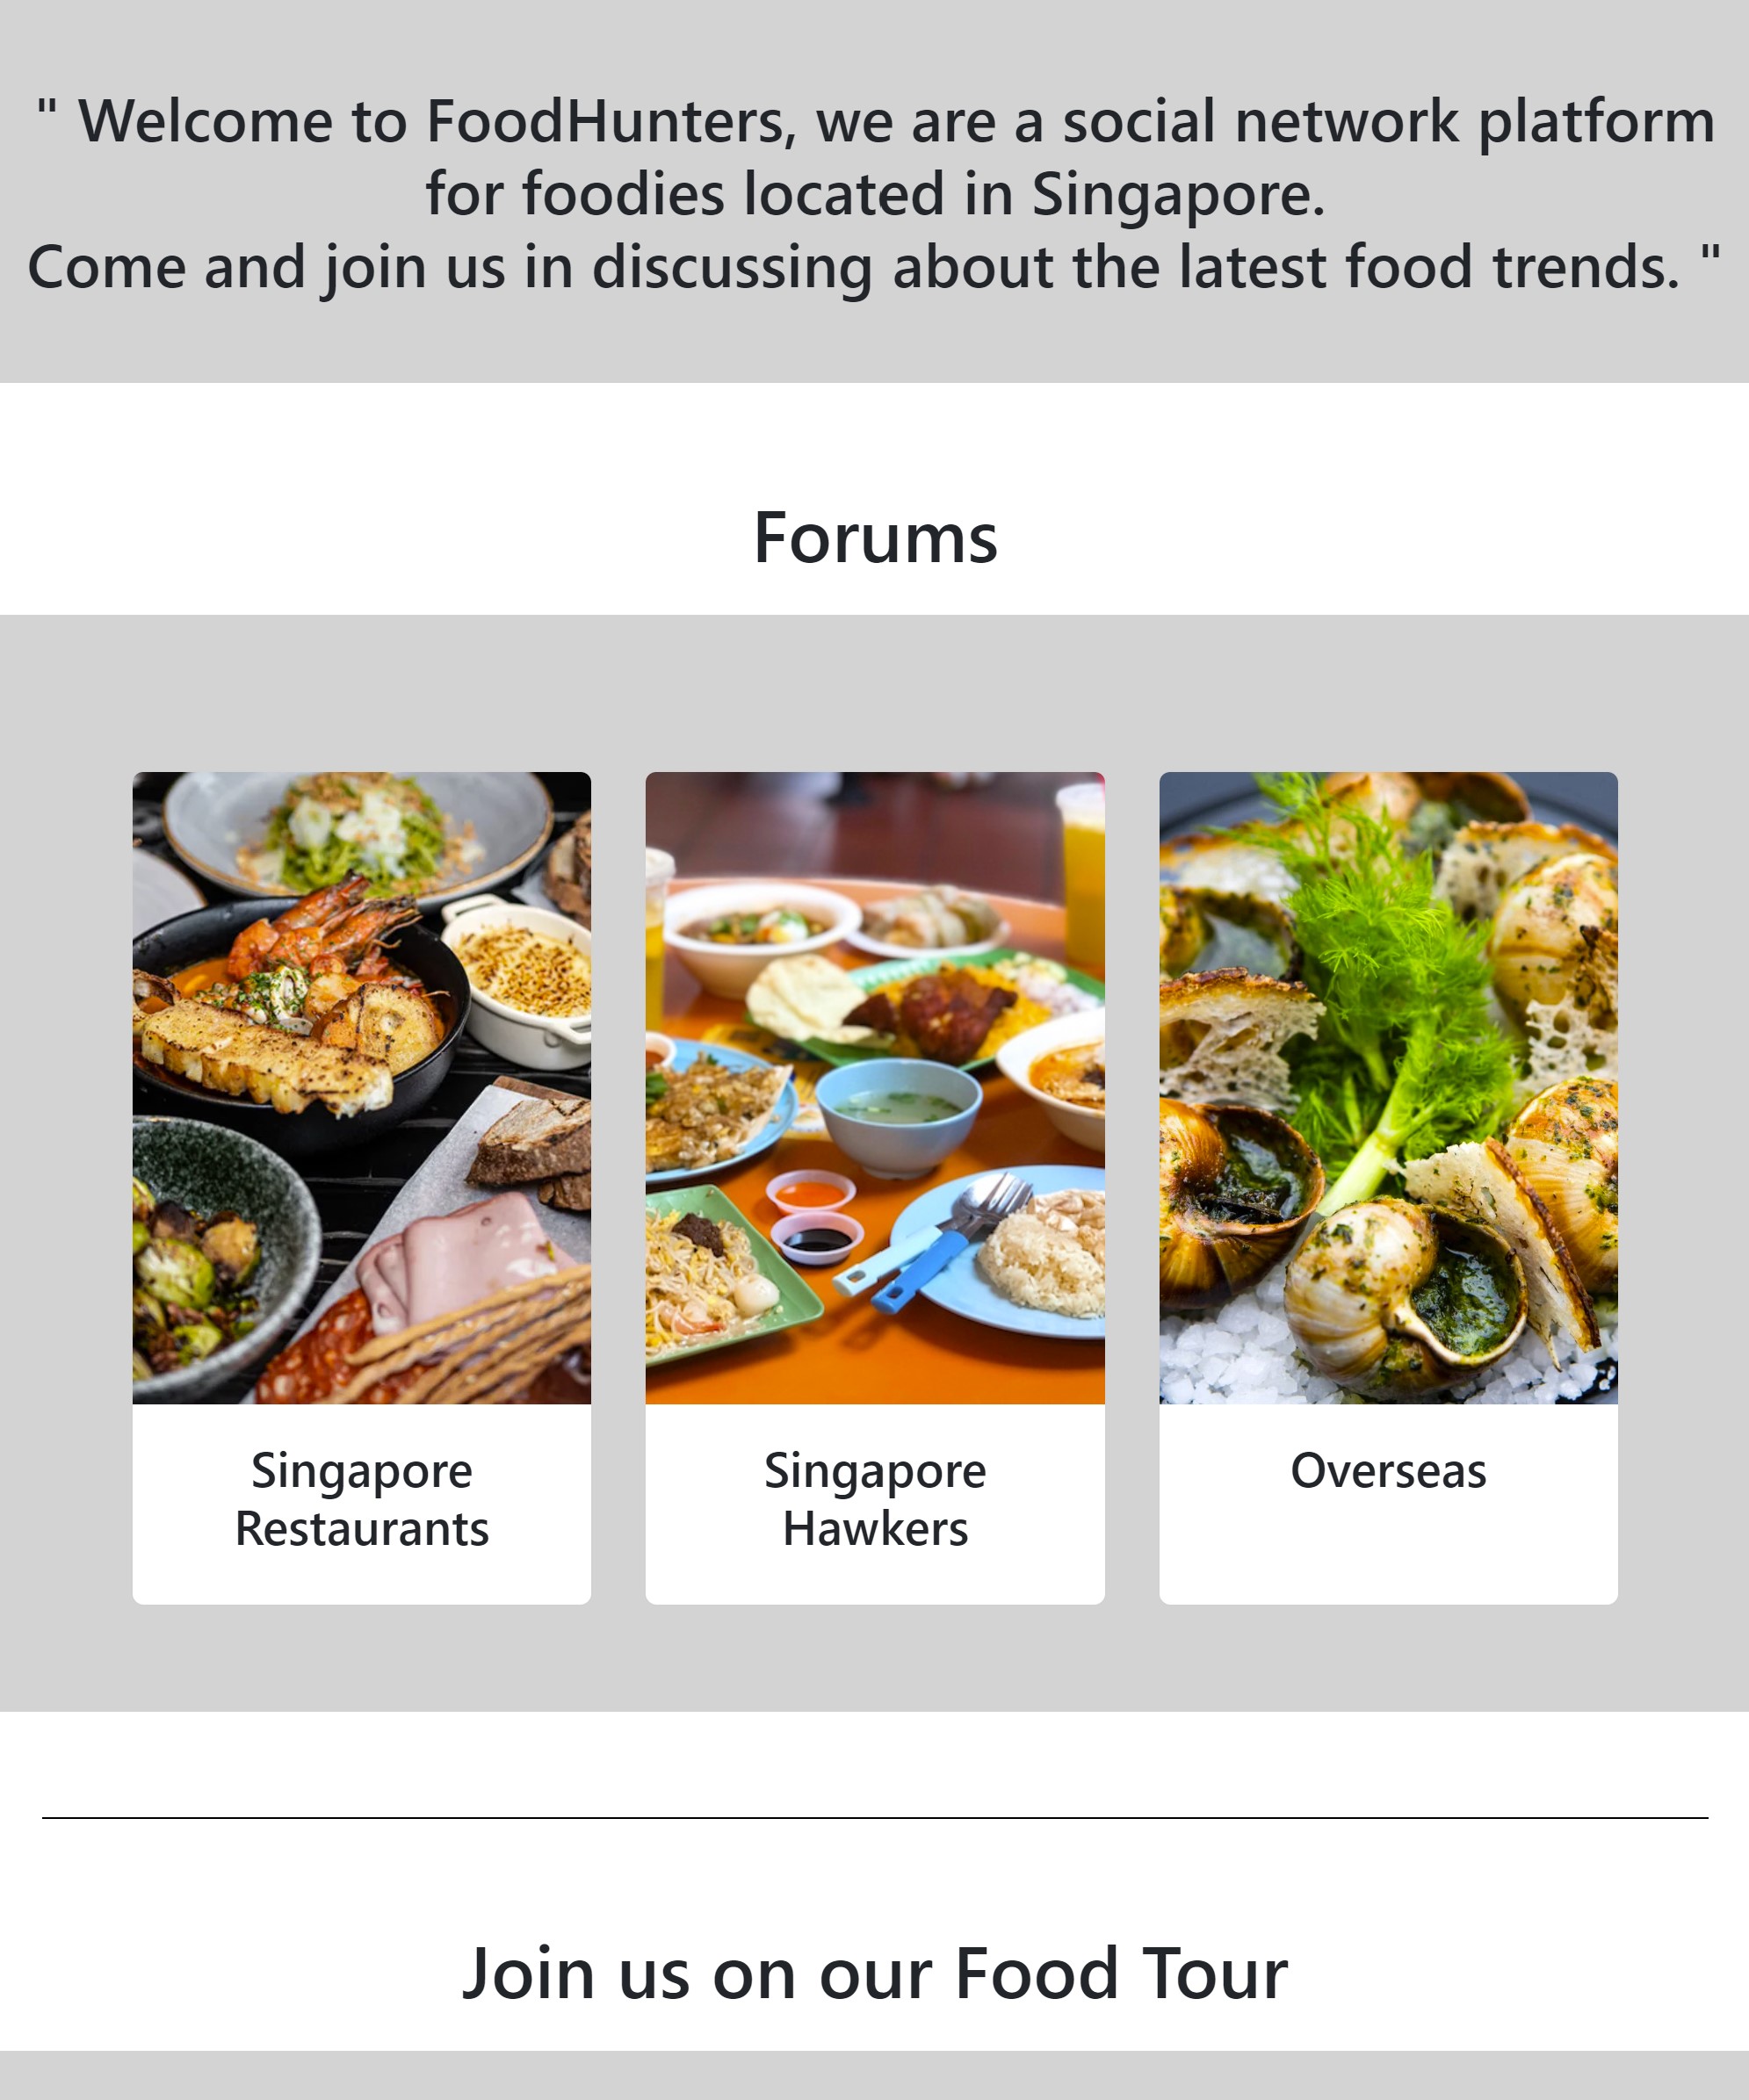 " Welcome to FoodHunters, we are a social network platform
for foodies located in Singapore.
Come and join us in discussing about the latest food trends. "
Forums
Singapore
Restaurants
Singapore
Hawkers
Overseas
Join us on our Food Tour